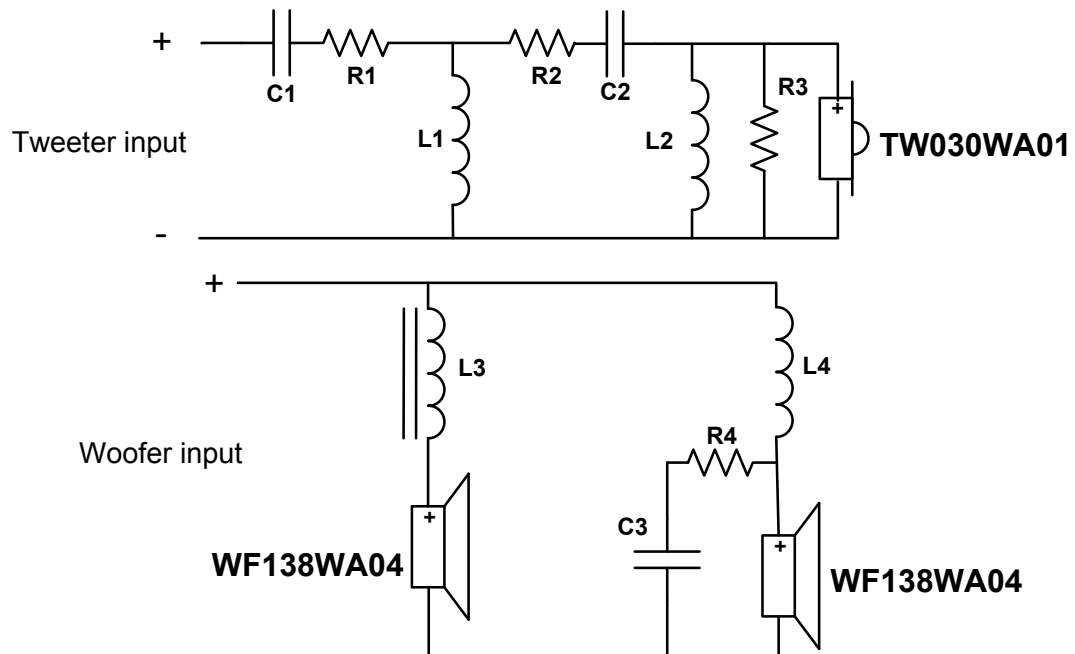 +
R1
R2
C1
C2
R3
+
Tweeter input
L1
L2
TW030WA01
-
+
L3
L4
Woofer input
R4
C3
+
WF138WA04
+
WF138WA04